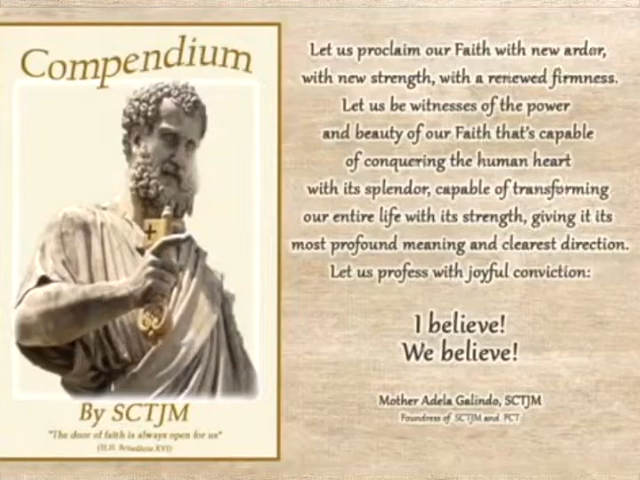 Compendium
By SCTJM
"The door of faith is always open for us"
(H.H. Benedicto XVI)
Let us proclaim our Faith with new ardor,
with new strength, with a renewed firmness.
Let us be witnesses of the power
and beauty of our Faith that's capable
of conquering the human heart
with its splendor, capable of transforming
our entire life with its strength, giving it its
most profound meaning and clearest direction.
Let us profess with joyful conviction:
I believe!
We believe!
Mother Adela Galindo, SCTJM
Foundress of SCTJM and FCT